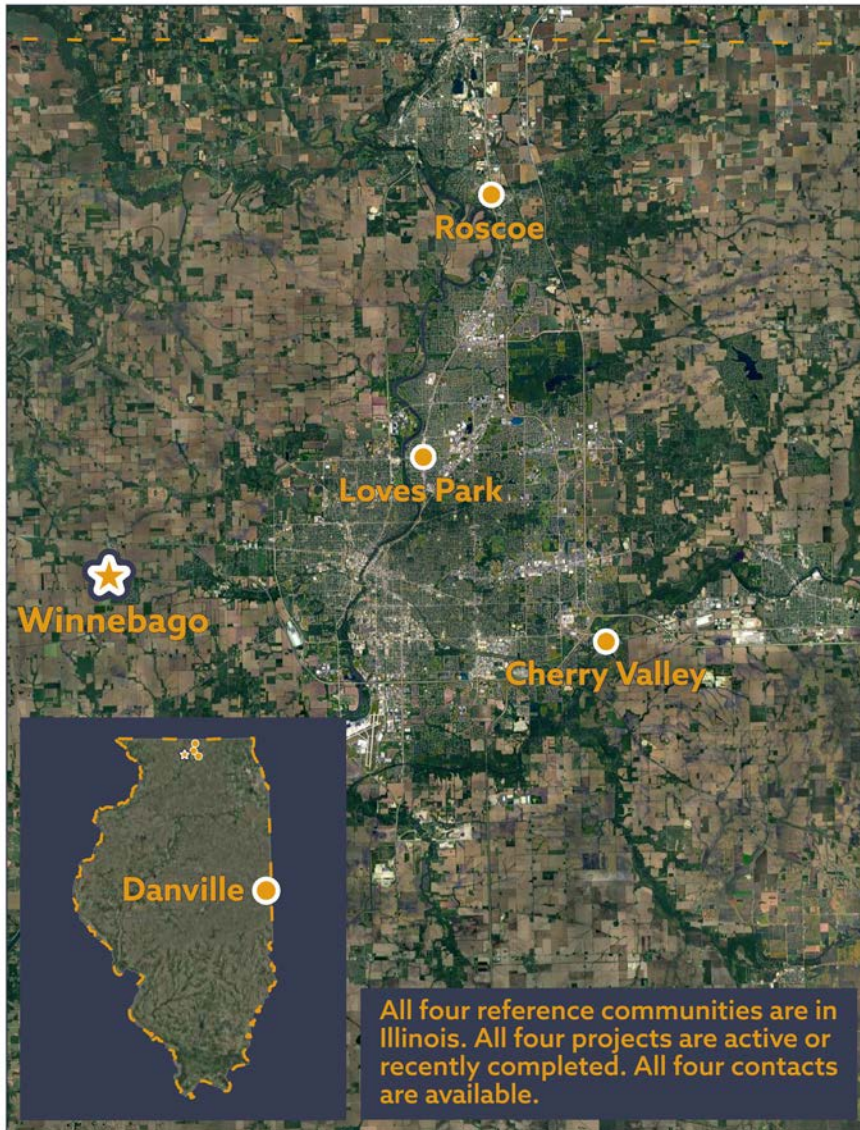 Roscoe
Loves Park
Winnebago
Cherry Valley
Danville
All four reference communities are in
Illinois. All four projects are active or
recently completed. All four contacts
are available.